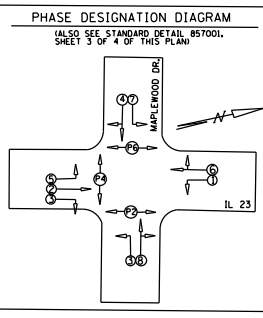 PHASE DESIGNATION DIAGRAM
(ALSO SEE STANDARD DETAIL 857001,
SHEET 3 OF 4 OF THIS PLAN)
MAPLEWOOD DR.
4 7
N
P6
5
2
3
P4
6
1
P2
IL 23
3 8